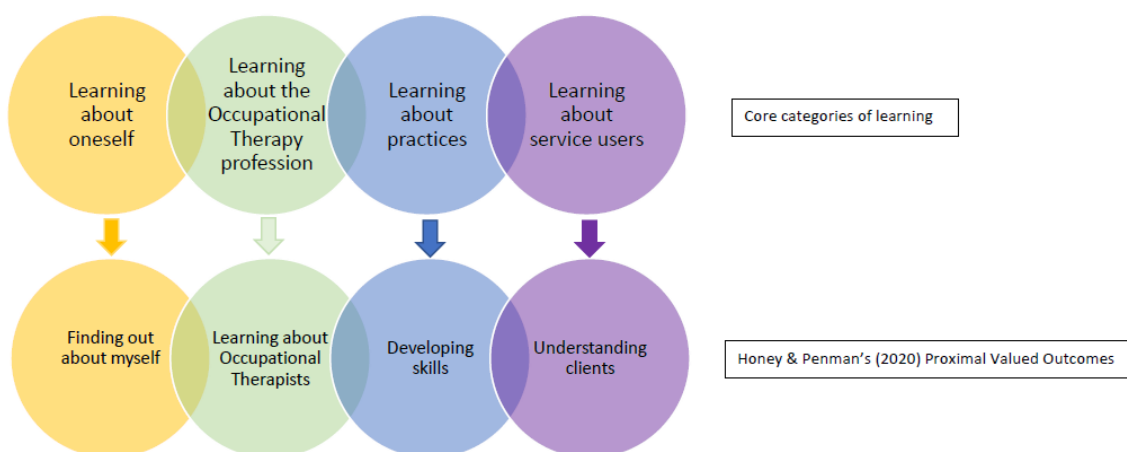 Learning
about
oneself
Learning
about the
Occupational
Therapy
profession
Learning
about
practices
Learning
about
service users
Core categories of learning
Finding out
about myself
Learning about
Occupational
Therapists
Developing
skills
Understanding
clients
Honey & Penman's (2020) Proximal Valued Outcomes